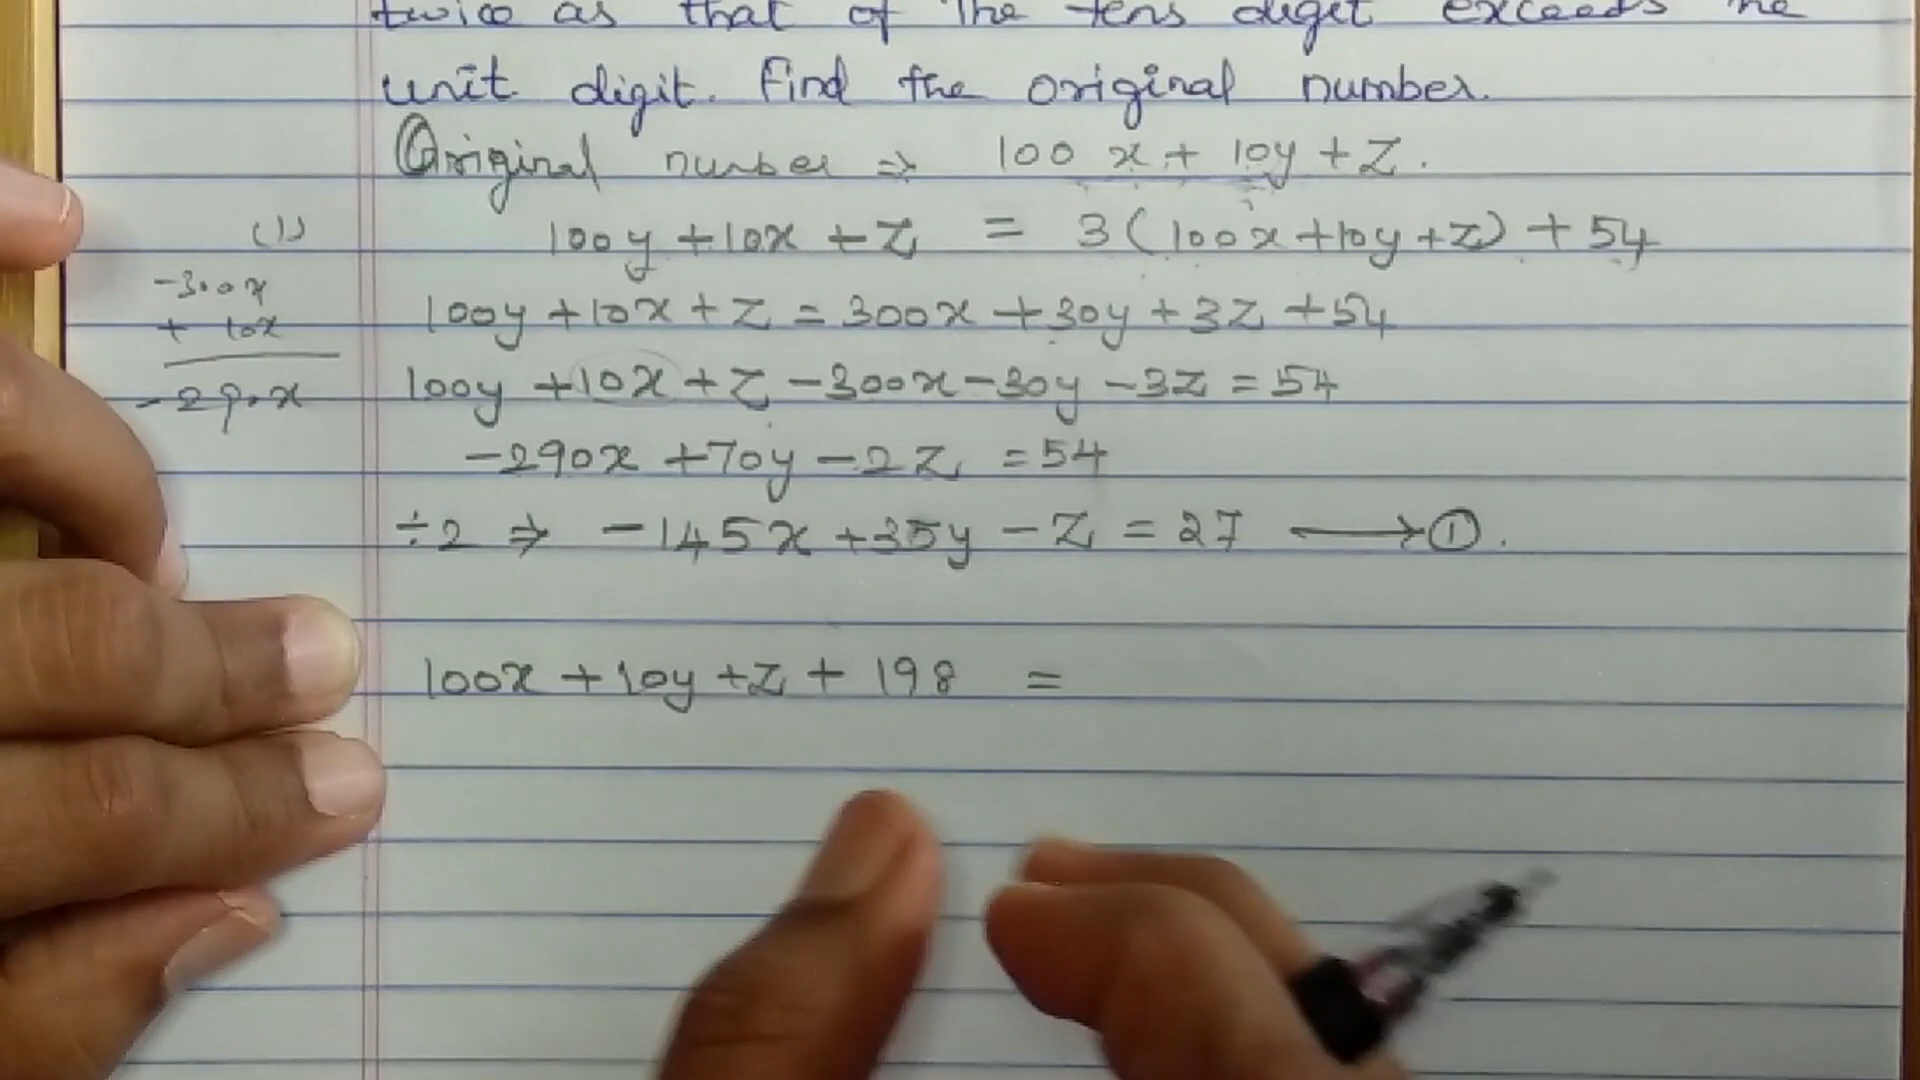 twice as that of the tens digit exceeds the
unit digit. Find the original number.
Original number ⇒ 100 x + 10y + Z.
(1) 100y + 10x + Z = 3(100x + 10y + Z) + 54
-300x
+ 10x
-290x
100y + 10x + Z = 300x + 30y + 3Z + 54
100y + 10x + Z - 300x - 30y - 3Z = 54
-290x + 70y - 2Z = 54
÷2 ⇒ -145x + 35y - Z = 27 ⟶ ①.
100x + 10y + Z + 198 =